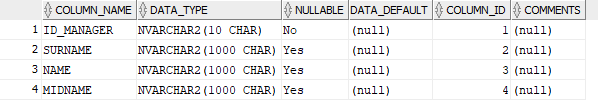 COLUMN_NAME DATA_TYPE NULLABLE DATA_DEFAULT COLUMN_ID COMMENTS
1 ID_MANAGER NVARCHAR2(10 CHAR) No (null) 1 (null)
2 SURNAME NVARCHAR2(1000 CHAR) Yes (null) 2 (null)
3 NAME NVARCHAR2(1000 CHAR) Yes (null) 3 (null)
4 MIDNAME NVARCHAR2(1000 CHAR) Yes (null) 4 (null)